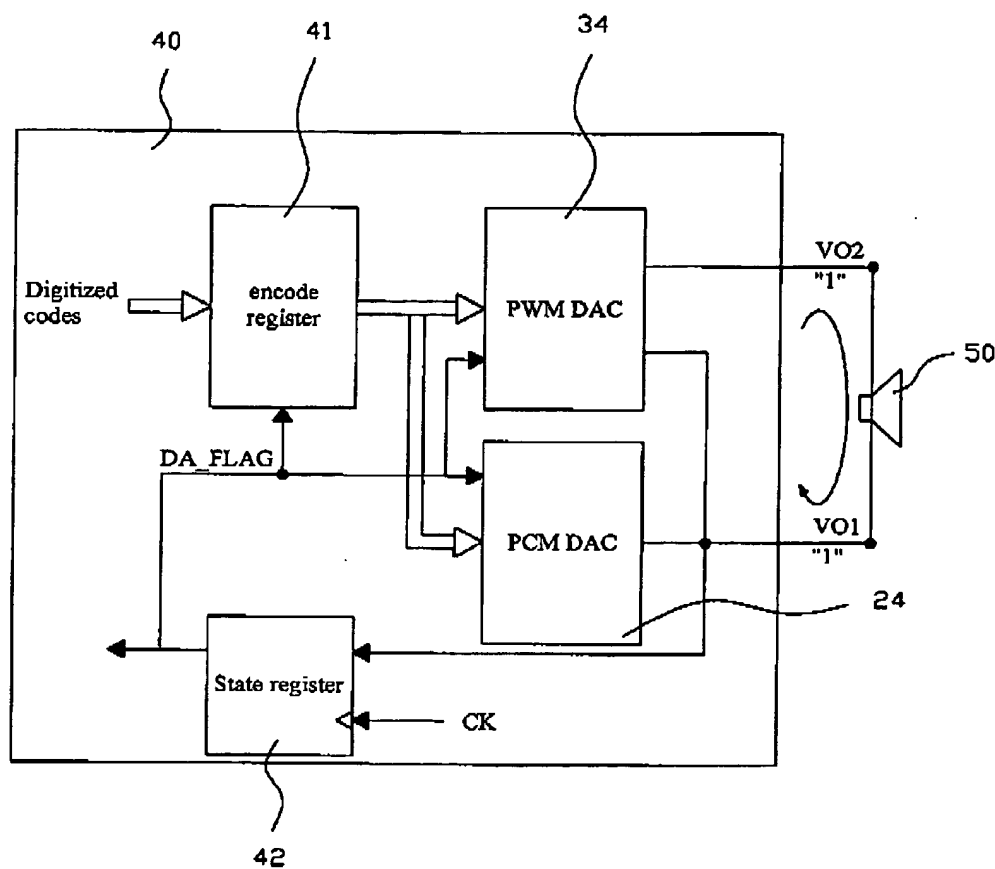 40
41
34
encode
register
Digitized
codes
PWM DAC
VO2
"1"
50
DA_FLAG
PCM DAC
VO1
"1"
24
State register
CK
42